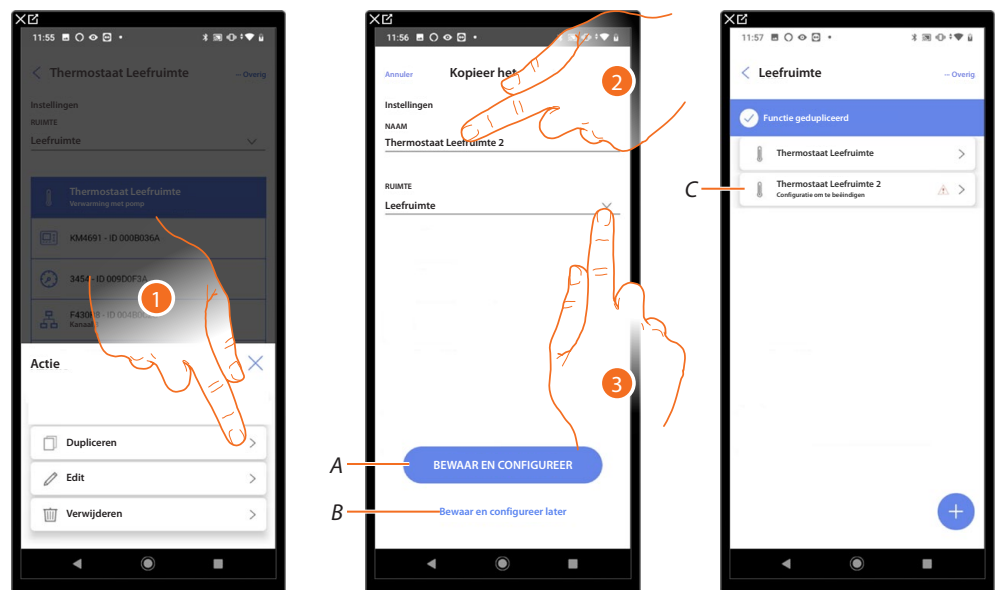 11:55
Thermostaat Leefruimte
-- Overig
Instellingen
RUIMTE
Leefruimte
Thermostaat Leefruimte
Verwarming met pomp
KM4691 - ID 000B036A
3454 - ID 009D0F3A
Actie
Dupliceren
Edit
Verwijderen
1
11:56
Annuler
Kopieer het
Instellingen
NAAM
Thermostaat Leefruimte 2
RUIMTE
Leefruimte
2
3
A
BEWAAR EN CONFIGUREER
B
Bewaar en configureer later
11:57
Leefruimte
-- Overig
Functie gedupliceerd
Thermostaat Leefruimte
C
Thermostaat Leefruimte 2
Configuratie om te beëindigen